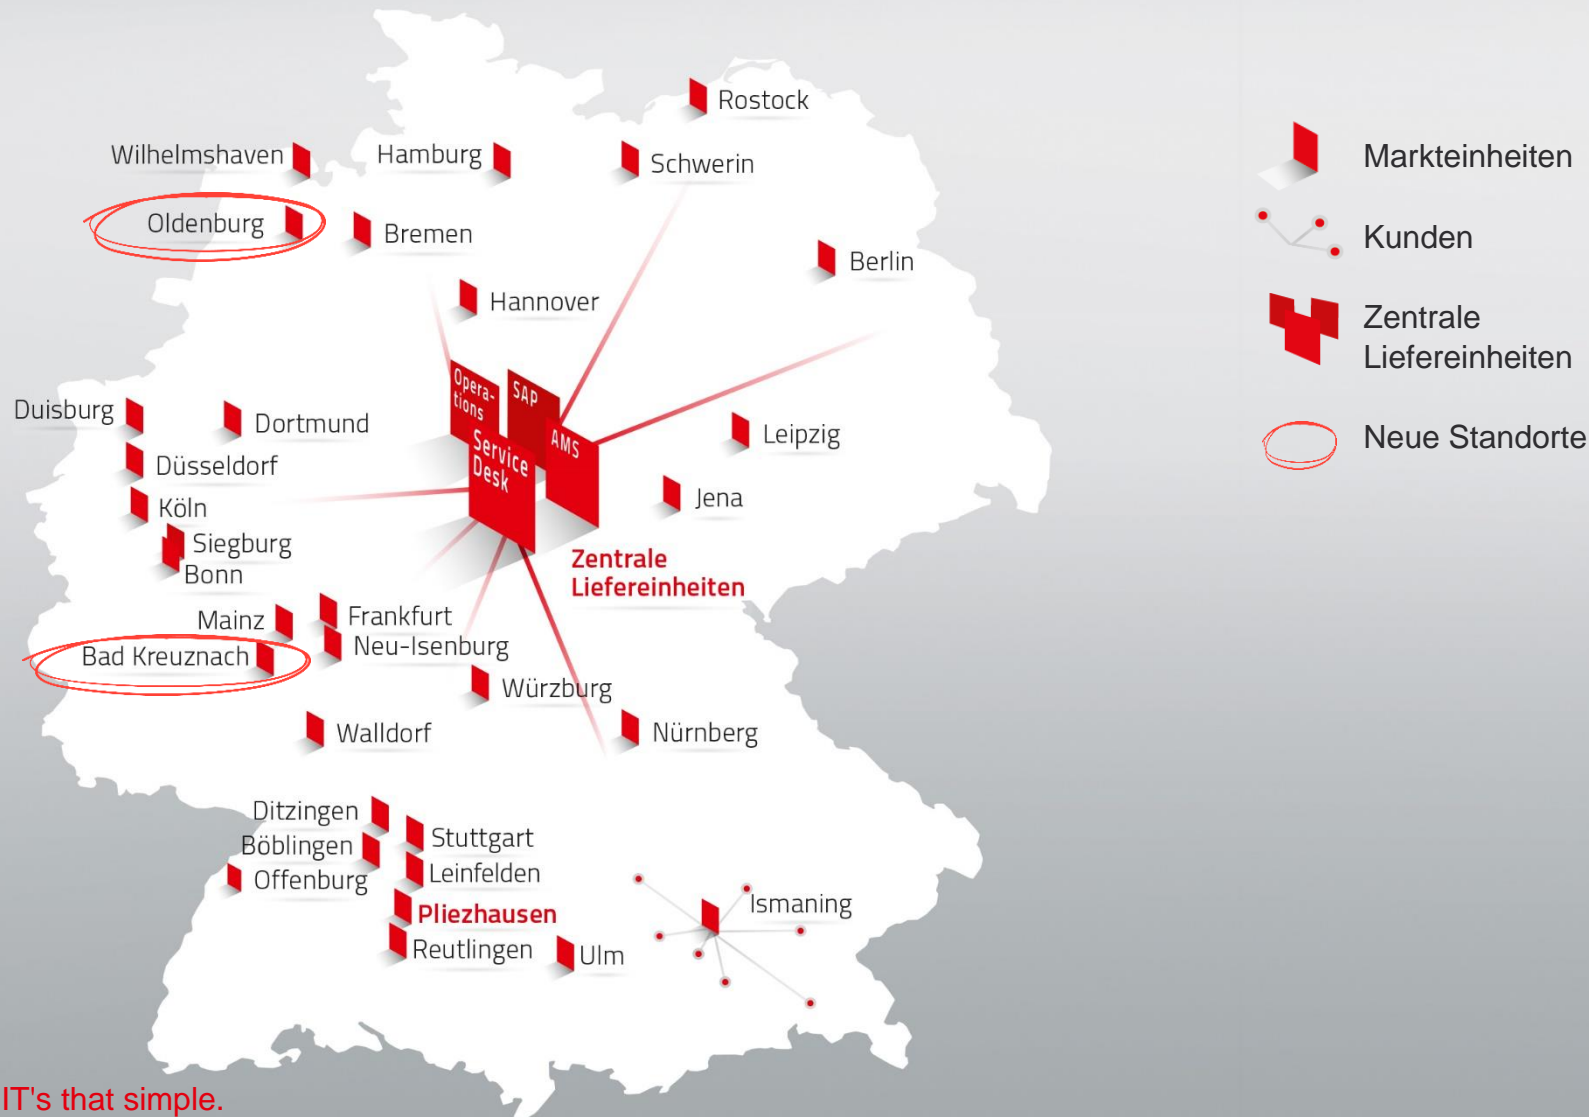 Rostock
Wilhelmshaven
Hamburg
Schwerin
Oldenburg
Bremen
Berlin
Hannover
Opera-
tions
SAP
AMS
Service
Desk
Duisburg
Dortmund
Leipzig
Düsseldorf
Köln
Jena
Siegburg
Bonn
Zentrale
Liefereinheiten
Mainz
Frankfurt
Neu-Isenburg
Bad Kreuznach
Würzburg
Walldorf
Nürnberg
Ditzingen
Stuttgart
Böblingen
Leinfelden
Offenburg
Pliezhausen
Ismaning
Reutlingen
Ulm
Markteinheiten
Kunden
Zentrale
Liefereinheiten
Neue Standorte
IT's that simple.